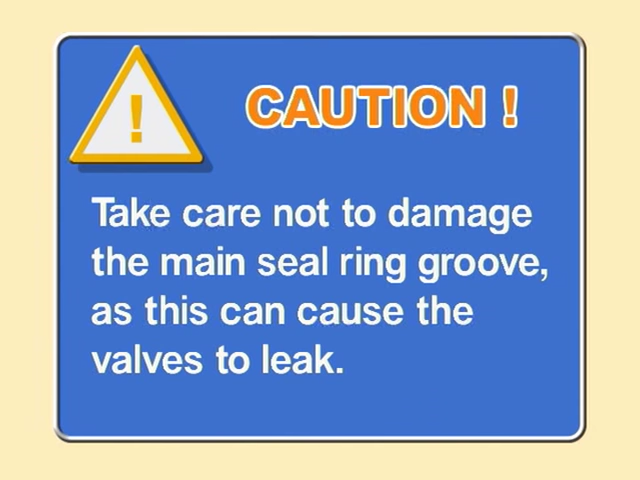 !
CAUTION !
Take care not to damage
the main seal ring groove,
as this can cause the
valves to leak.